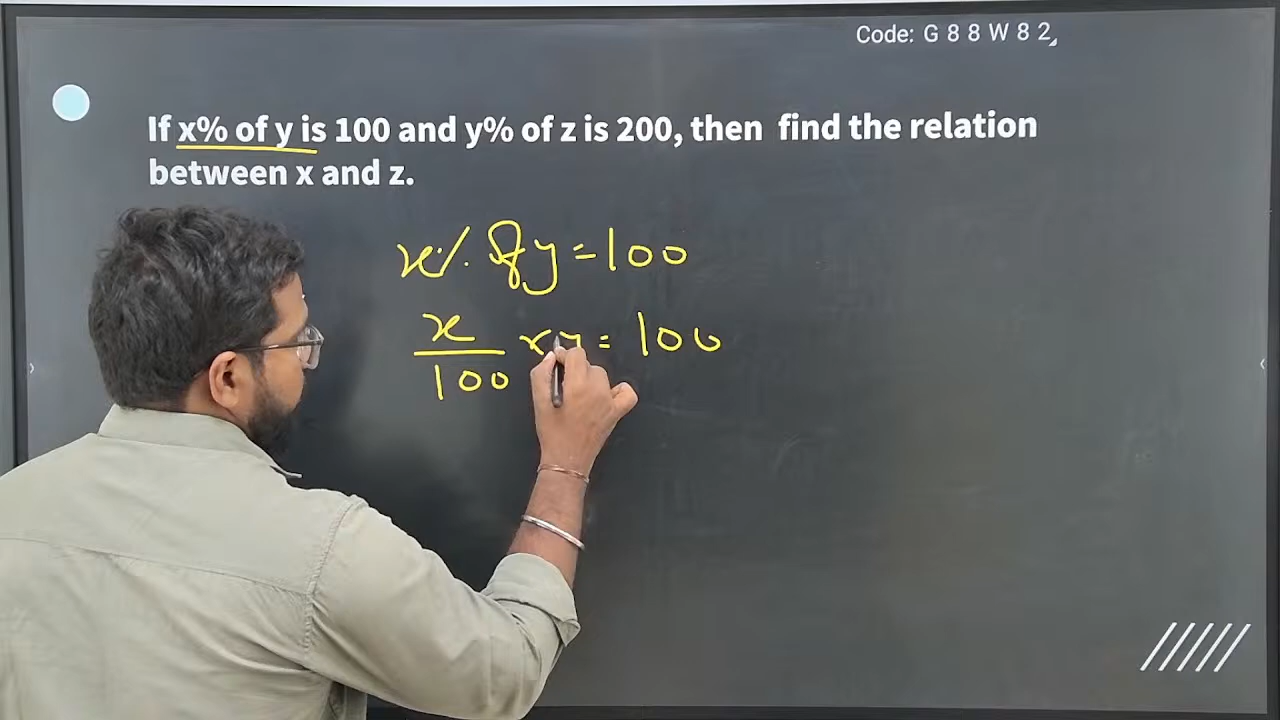 Code: G 8 8 W 8 2
If x% of y is 100 and y% of z is 200, then find the relation
between x and z.
x% of y = 100
x
100
× y = 100